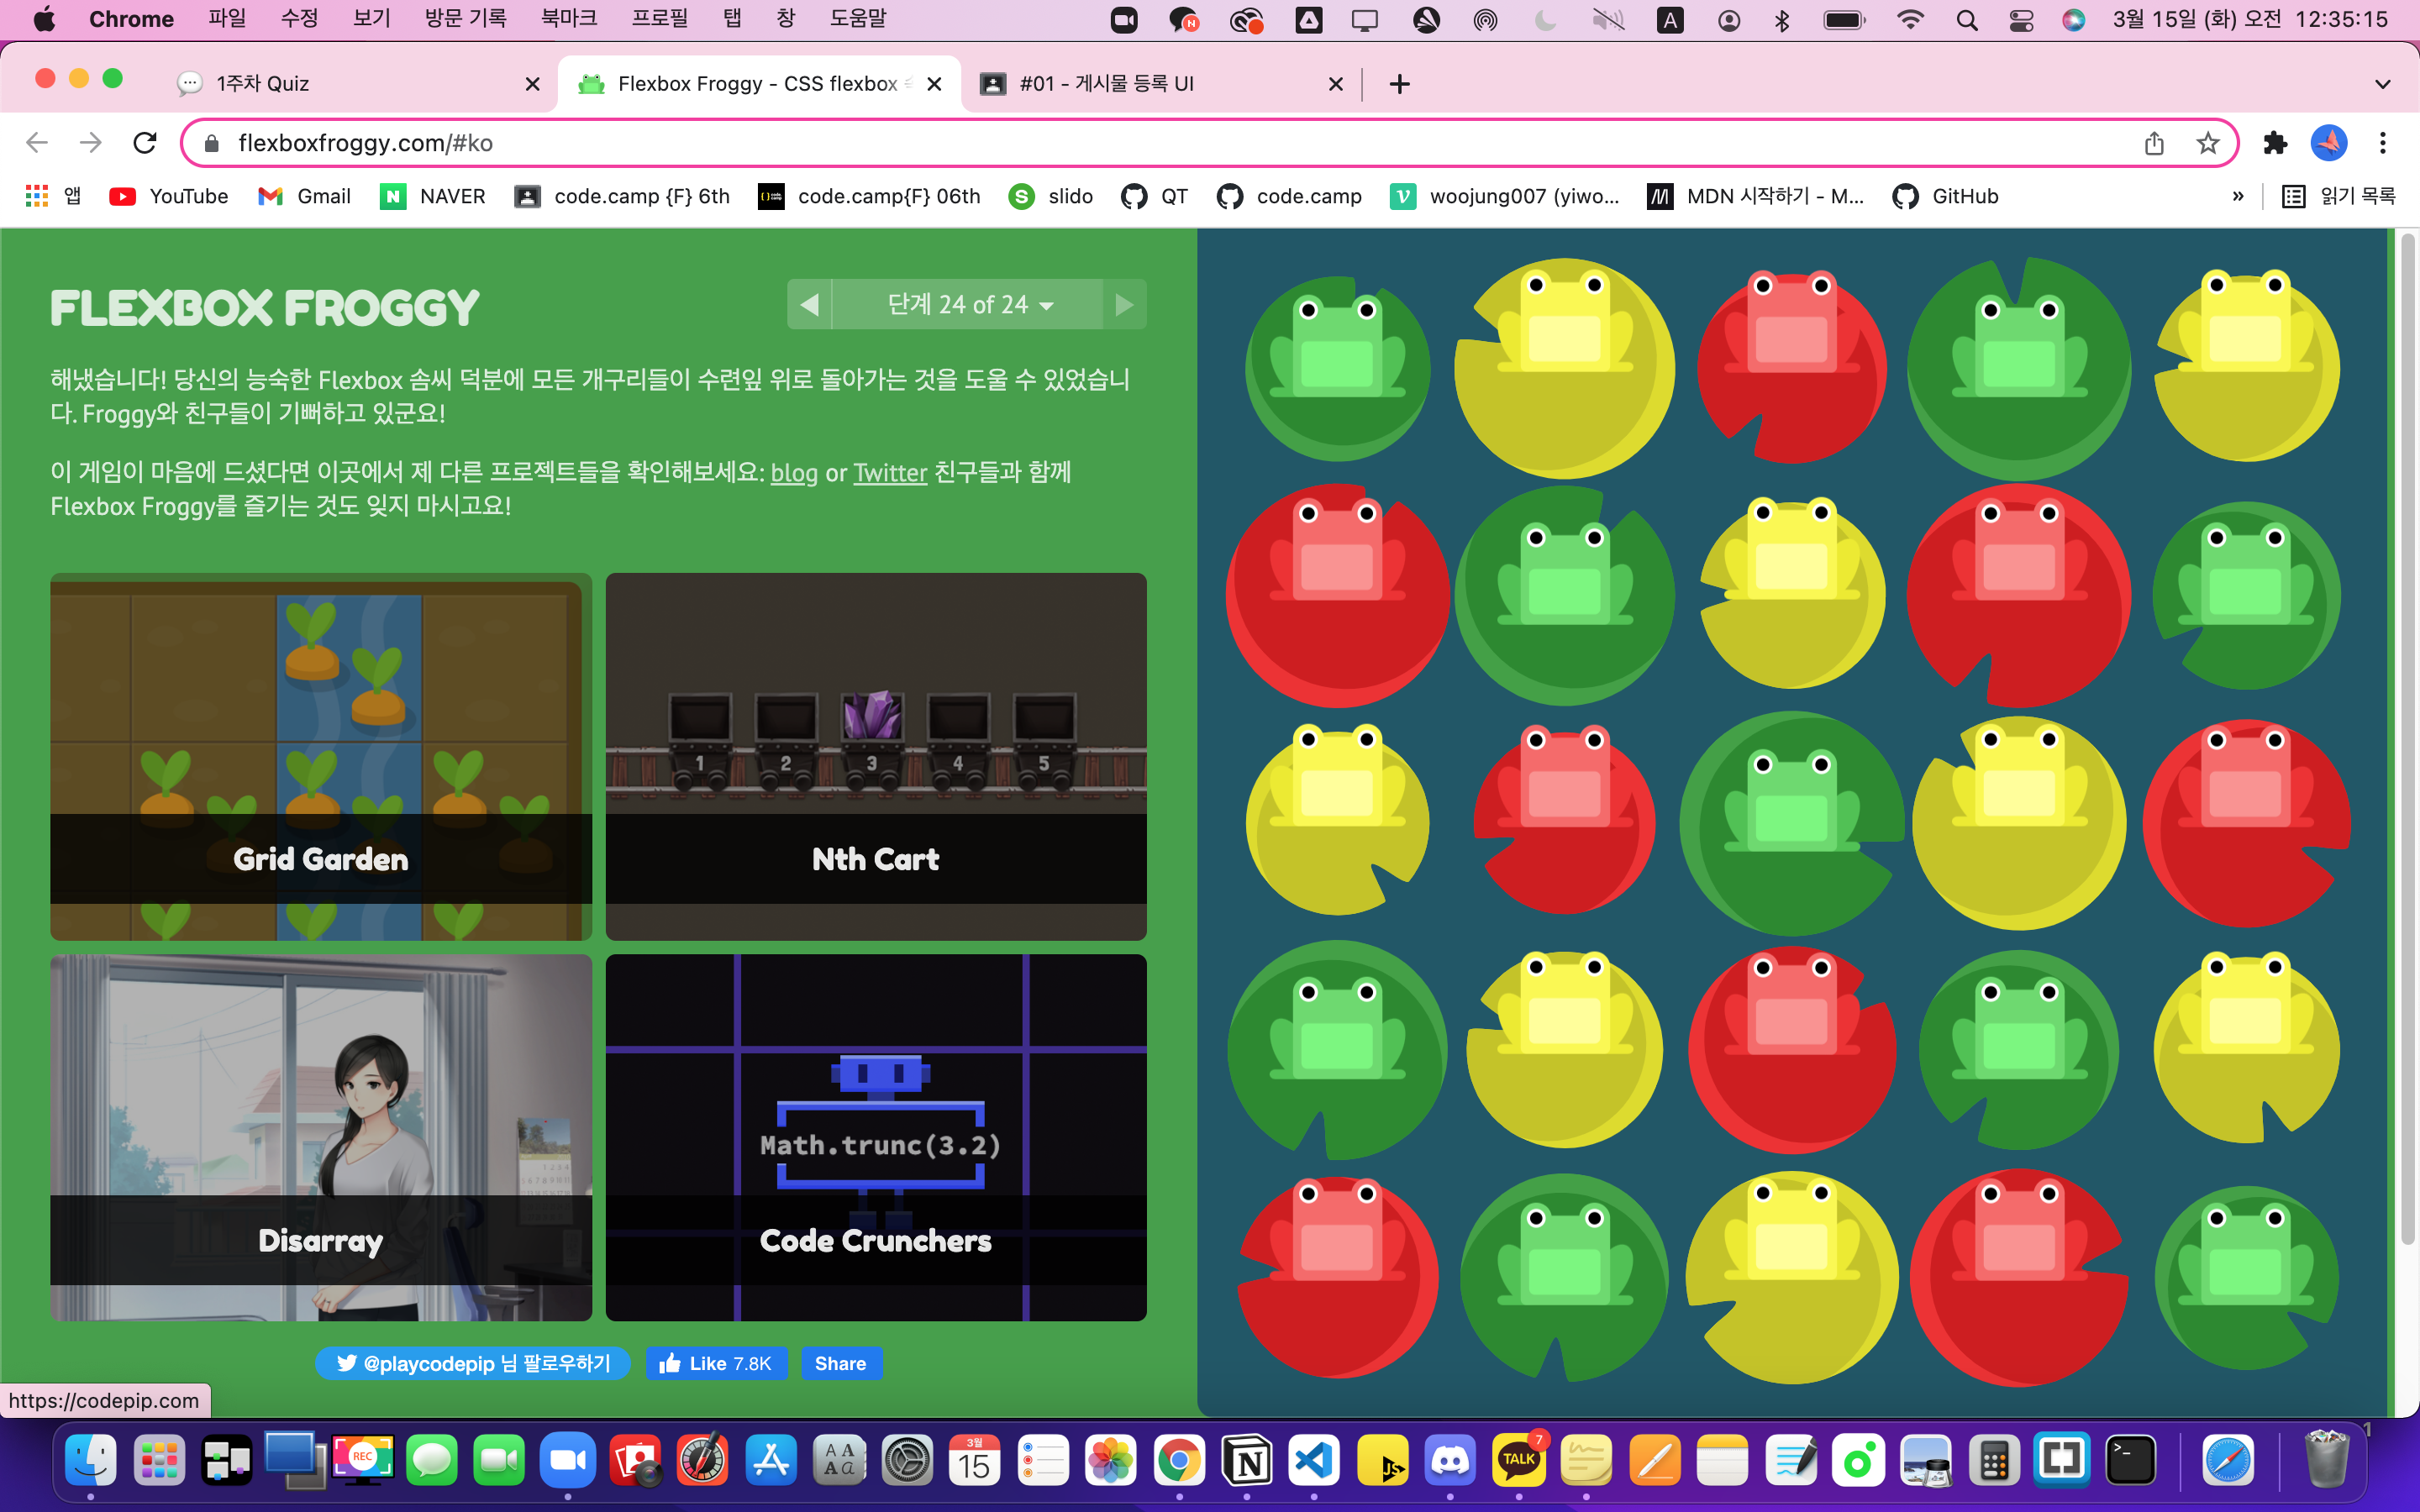 Chrome 파일 수정 보기 방문 기록 북마크 프로필 탭 창 도움말 A 3월 15일 (화) 오전 12:35:15
1주차 Quiz Flexbox Froggy - CSS flexbox #01 - 게시물 등록 UI
flexboxfroggy.com/#ko
앱 YouTube Gmail NAVER code.camp {F} 6th code.camp{F} 06th slido QT code.camp woojung007 (yiwo... MDN 시작하기 - M... GitHub » 읽기 목록
FLEXBOX FROGGY
단계 24 of 24
해냈습니다! 당신의 능숙한 Flexbox 솜씨 덕분에 모든 개구리들이 수련잎 위로 돌아가는 것을 도울 수 있었습니
다. Froggy와 친구들이 기뻐하고 있군요!
이 게임이 마음에 드셨다면 이곳에서 제 다른 프로젝트들을 확인해보세요: blog or Twitter 친구들과 함께
Flexbox Froggy를 즐기는 것도 잊지 마시고요!
1 2 3 4 5
Grid Garden
Nth Cart
Math.trunc(3.2)
Disarray
Code Crunchers
@playcodepip 님 팔로우하기
Like 7.8K
Share
https://codepip.com
REC
3월
15
TALK
7
JS